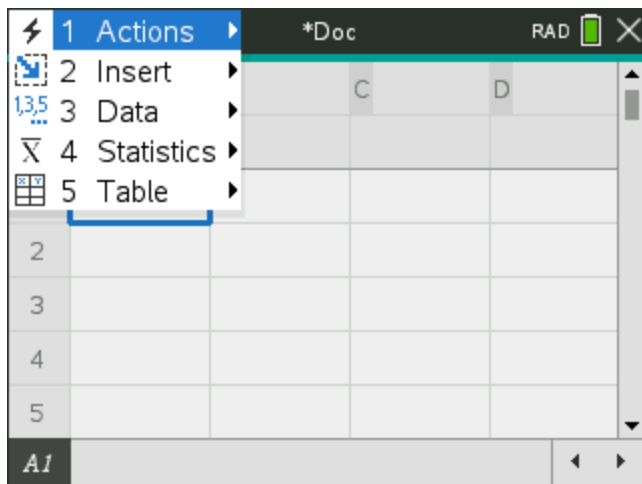 1 Actions *Doc RAD
2 Insert
C D
1,3,5 3 Data
X 4 Statistics
X Y 5 Table
2
3
4
5
A1